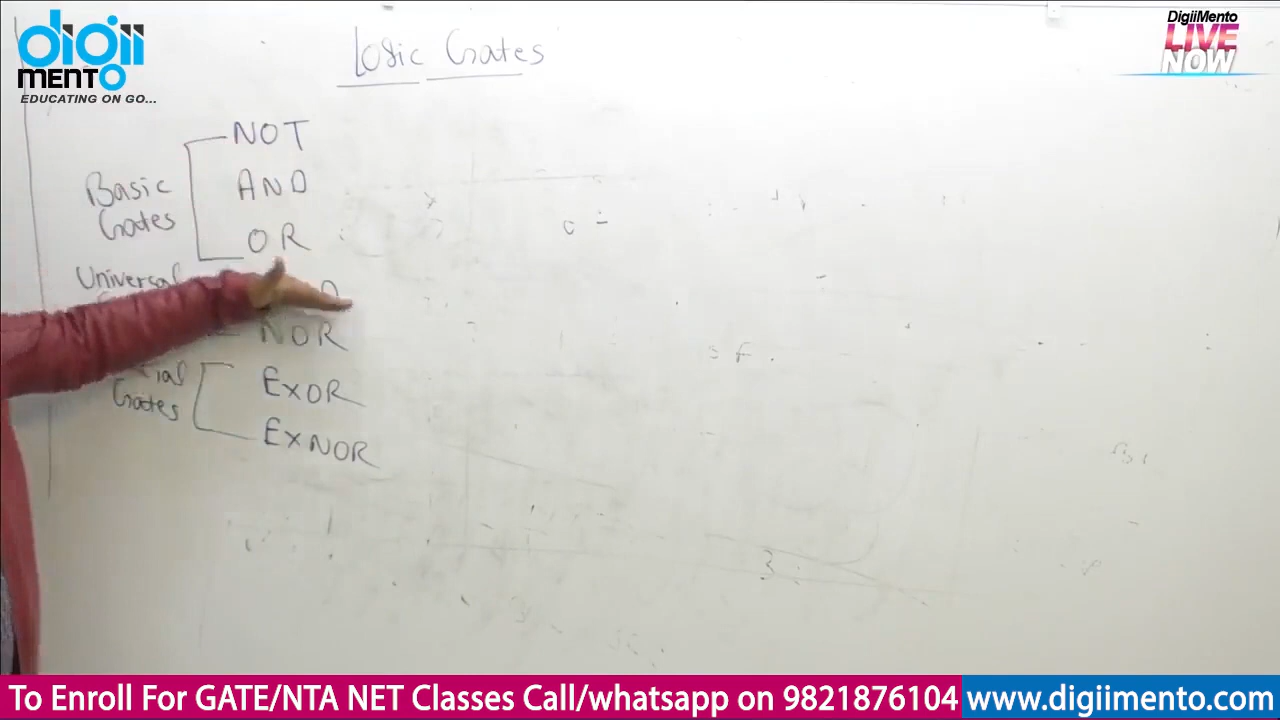 digii
MENTO
EDUCATING ON GO...
DigiiMento
LIVE
NOW
Logic Gates
NOT
AND
OR
Basic
Gates
Universal
NOR
Gates
EXOR
EXNOR
To Enroll For GATE/NTA NET Classes Call/whatsapp on 9821876104
www.digiimento.com